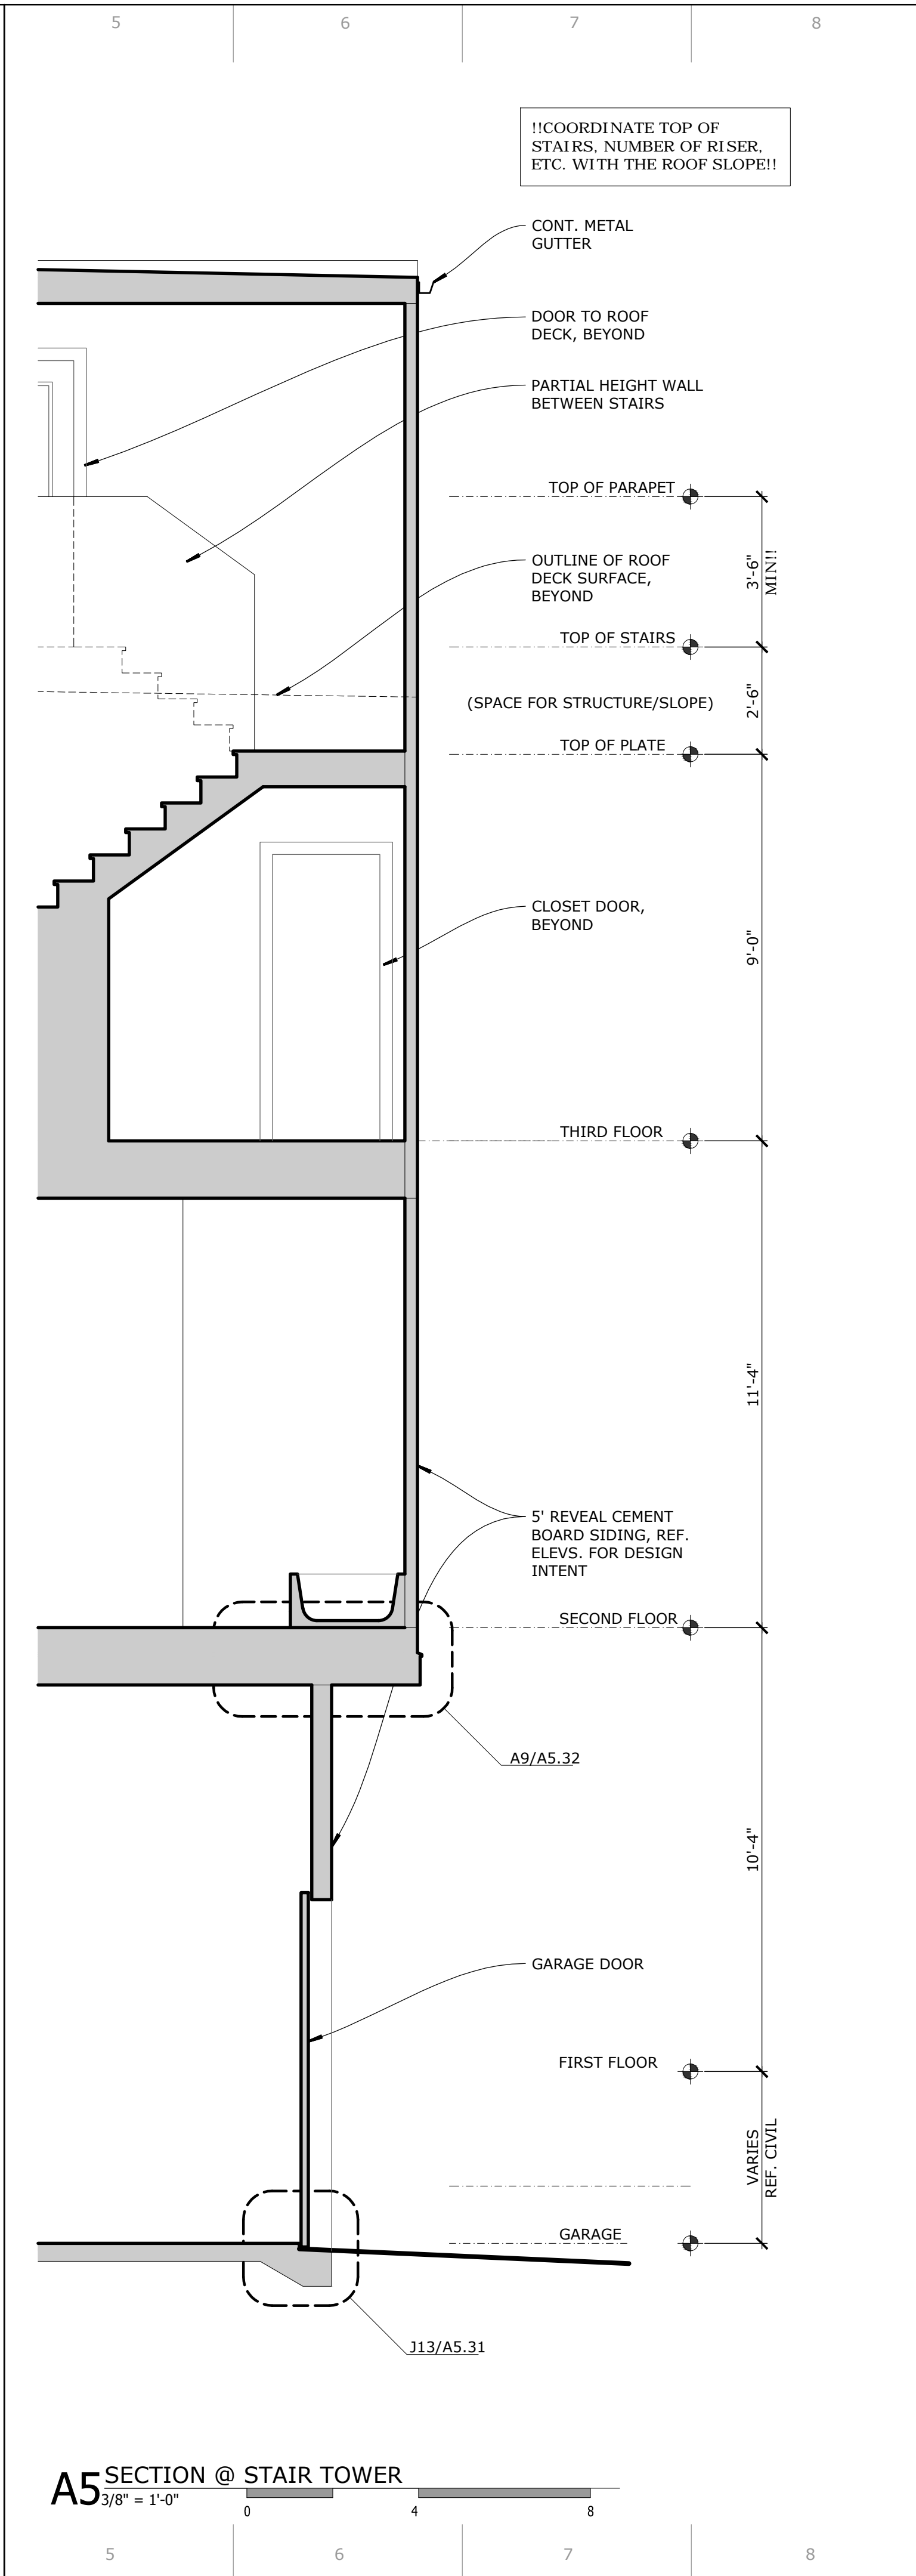 5 6 7 8
!!COORDINATE TOP OF
STAIRS, NUMBER OF RISER,
ETC. WITH THE ROOF SLOPE!!
CONT. METAL
GUTTER
DOOR TO ROOF
DECK, BEYOND
PARTIAL HEIGHT WALL
BETWEEN STAIRS
TOP OF PARAPET
3'-6"
MIN!!
OUTLINE OF ROOF
DECK SURFACE,
BEYOND
TOP OF STAIRS
2'-6"
(SPACE FOR STRUCTURE/SLOPE)
TOP OF PLATE
CLOSET DOOR,
BEYOND
9'-0"
THIRD FLOOR
11'-4"
5' REVEAL CEMENT
BOARD SIDING, REF.
ELEVS. FOR DESIGN
INTENT
SECOND FLOOR
A9/A5.32
10'-4"
GARAGE DOOR
FIRST FLOOR
VARIES
REF. CIVIL
GARAGE
J13/A5.31
A5 SECTION @ STAIR TOWER
3/8" = 1'-0"
0 4 8
5 6 7 8